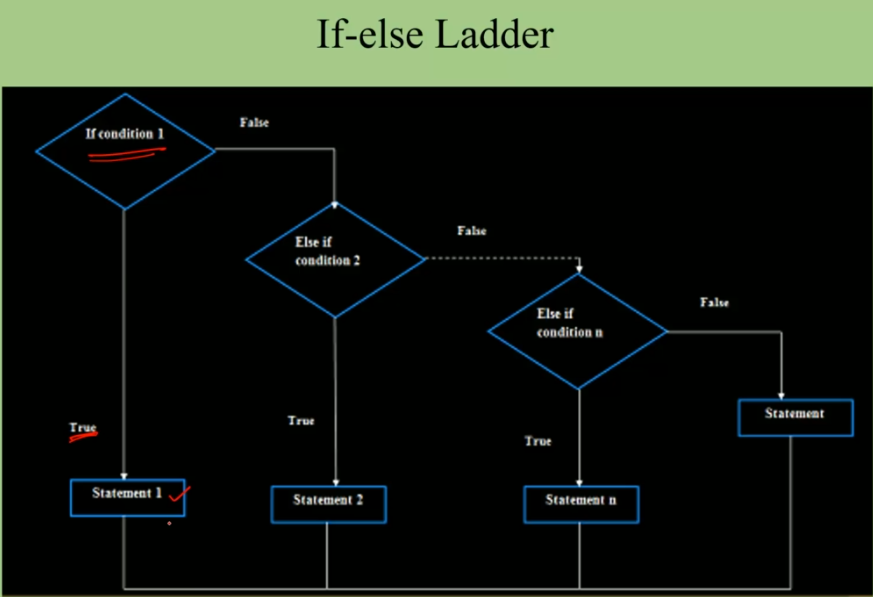 If-else Ladder
If condition 1
False
Else if
condition 2
False
Else if
condition n
False
Statement
True
True
True
Statement 1
Statement 2
Statement n